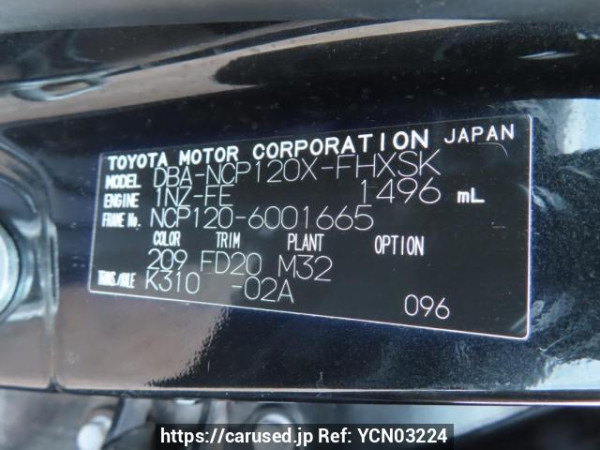 TOYOTA MOTOR CORPORATION JAPAN
MODEL DBA-NCP120X-FHXSK
ENGINE 1NZ-FE 1496 mL
FRAME No. NCP120-6001665
COLOR TRIM PLANT OPTION
209 FD20 M32
TRANS/AXLE K310 -02A
096
https://carused.jp Ref: YCN03224